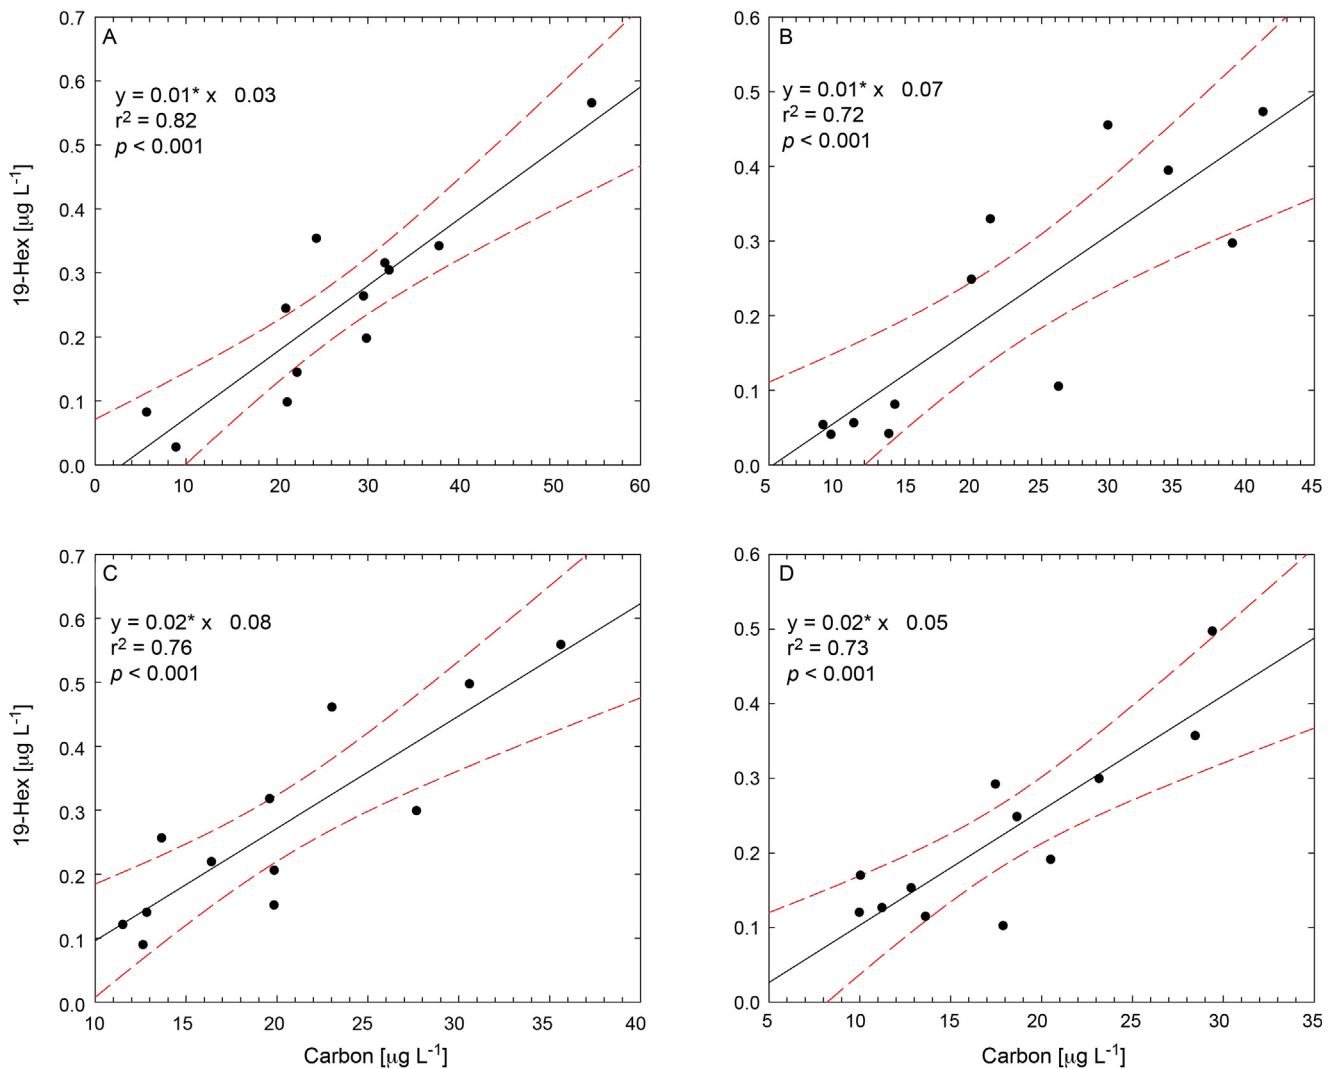 A
y = 0.01* x   0.03
r² = 0.82
p < 0.001
19-Hex [µg L⁻¹]
0.7
0.6
0.5
0.4
0.3
0.2
0.1
0.0
0 10 20 30 40 50 60
B
y = 0.01* x   0.07
r² = 0.72
p < 0.001
0.6
0.5
0.4
0.3
0.2
0.1
0.0
5 10 15 20 25 30 35 40 45
C
y = 0.02* x   0.08
r² = 0.76
p < 0.001
19-Hex [µg L⁻¹]
0.7
0.6
0.5
0.4
0.3
0.2
0.1
0.0
10 15 20 25 30 35 40
Carbon [µg L⁻¹]
D
y = 0.02* x   0.05
r² = 0.73
p < 0.001
0.6
0.5
0.4
0.3
0.2
0.1
0.0
5 10 15 20 25 30 35
Carbon [µg L⁻¹]